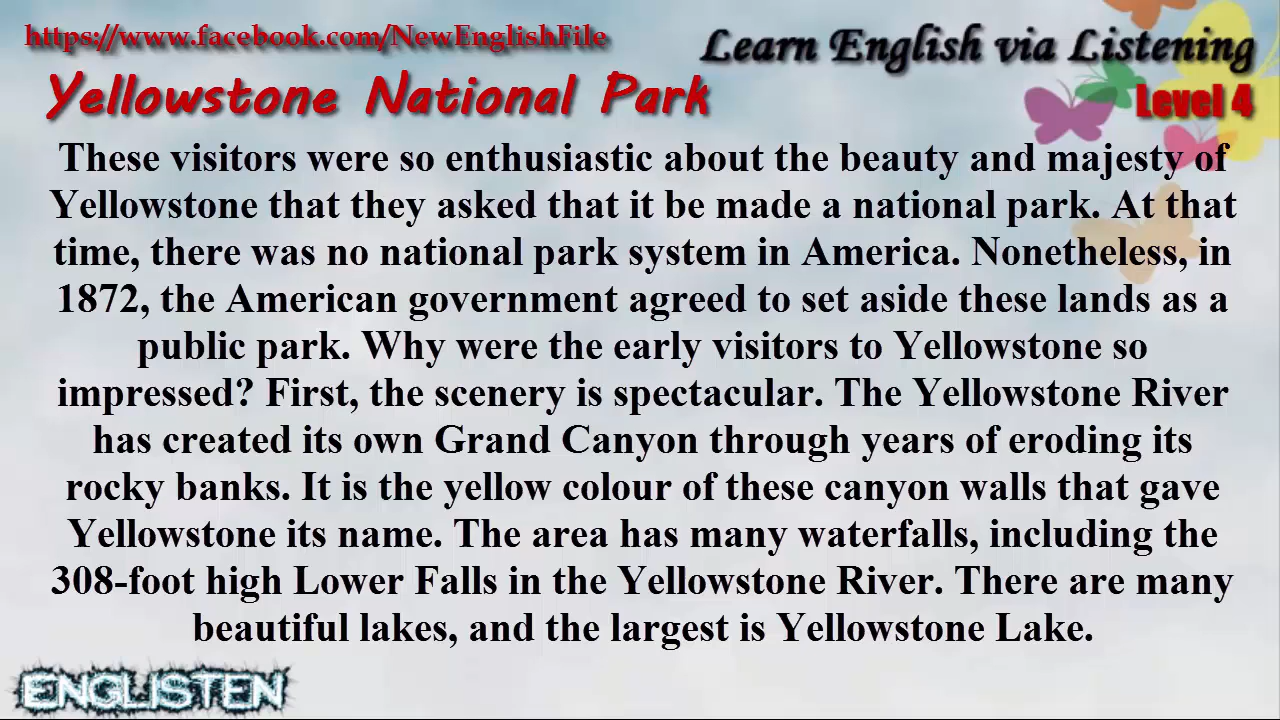 https://www.facebook.com/NewEnglishFile
Learn English via Listening
Yellowstone National Park
Level 4
These visitors were so enthusiastic about the beauty and majesty of
Yellowstone that they asked that it be made a national park. At that
time, there was no national park system in America. Nonetheless, in
1872, the American government agreed to set aside these lands as a
public park. Why were the early visitors to Yellowstone so
impressed? First, the scenery is spectacular. The Yellowstone River
has created its own Grand Canyon through years of eroding its
rocky banks. It is the yellow colour of these canyon walls that gave
Yellowstone its name. The area has many waterfalls, including the
308-foot high Lower Falls in the Yellowstone River. There are many
beautiful lakes, and the largest is Yellowstone Lake.
ENGLISTEN